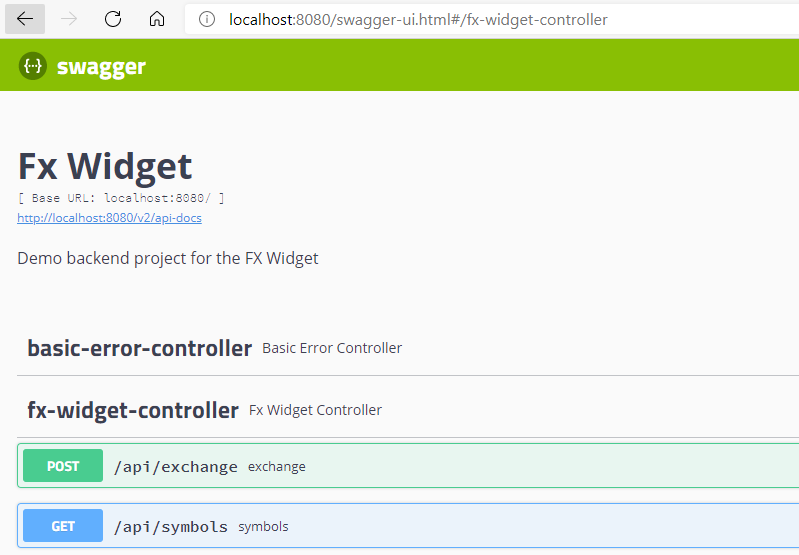 localhost:8080/swagger-ui.html#/fx-widget-controller
{···} swagger
Fx Widget
[ Base URL: localhost:8080/ ]
http://localhost:8080/v2/api-docs
Demo backend project for the FX Widget
basic-error-controller Basic Error Controller
fx-widget-controller Fx Widget Controller
POST /api/exchange exchange
GET /api/symbols symbols